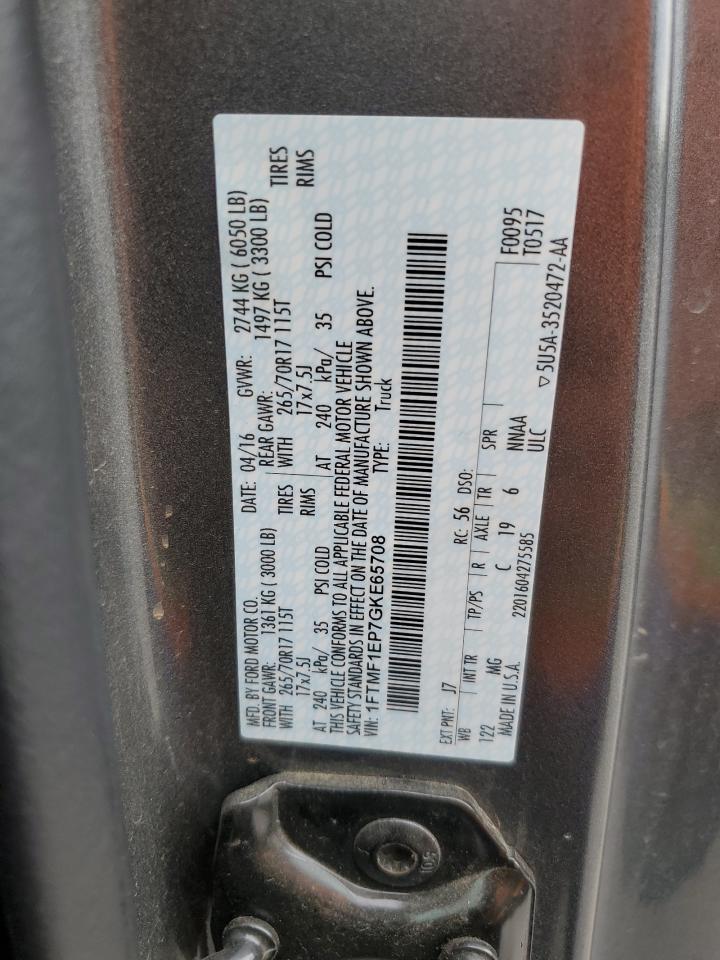 MFD. BY FORD MOTOR CO.
DATE: 04/16 GVWR: 2744 KG ( 6050 LB)
FRONT GAWR: 1361 KG ( 3000 LB)
REAR GAWR: 1497 KG ( 3300 LB)
WITH 265/70R17 115T TIRES
WITH 265/70R17 115T TIRES
17x7.5J RIMS
17x7.5J RIMS
AT 240 kPa/ 35 PSI COLD
AT 240 kPa/ 35 PSI COLD
THIS VEHICLE CONFORMS TO ALL APPLICABLE FEDERAL MOTOR VEHICLE
SAFETY STANDARDS IN EFFECT ON THE DATE OF MANUFACTURE SHOWN ABOVE.
VIN: 1FTMF1EP7GKE65708
TYPE: Truck
F0095
T0517
EXT PNT: J7 RC: 56 DSO:
WB INT TR TP/PS R AXLE TR SPR
122 MG C 19 6 NNAA
ULC
MADE IN U.S.A. 2201604275585
▽5U5A-3520472-AA
10.5